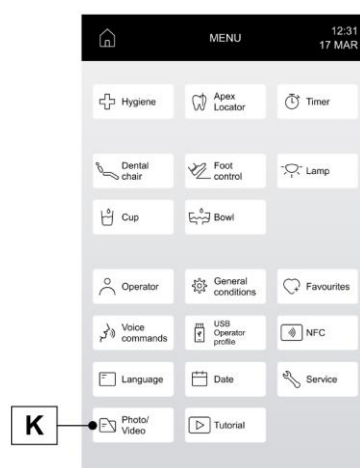 MENU
12:31
17 MAR
Hygiene
Apex
Locator
Timer
Dental
chair
Foot
control
Lamp
Cup
Bowl
Operator
General
conditions
Favourites
Voice
commands
USB
Operator
profile
NFC
Language
Date
Service
K
Photo/
Video
Tutorial